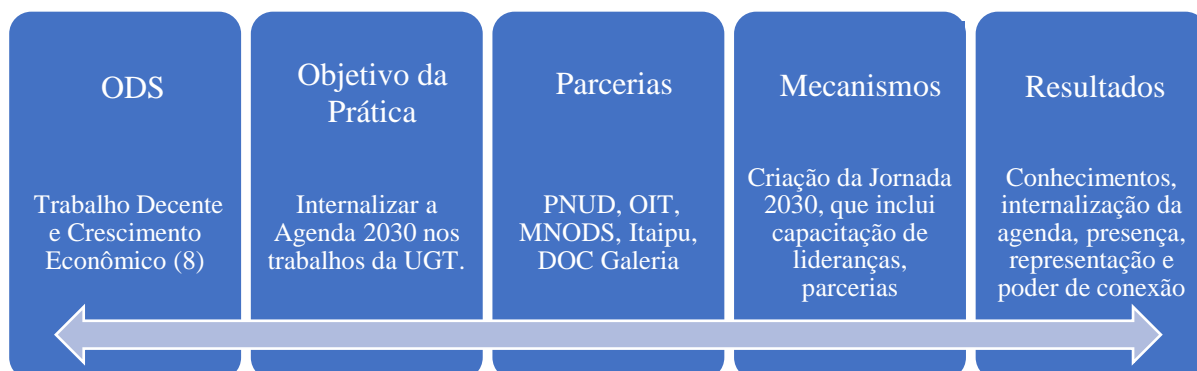 ODS
Trabalho Decente
e Crescimento
Econômico (8)
Objetivo da
Prática
Internalizar a
Agenda 2030 nos
trabalhos da UGT.
Parcerias
PNUD, OIT,
MNODS, Itaipu,
DOC Galeria
Mecanismos
Criação da Jornada
2030, que inclui
capacitação de
lideranças,
parcerias
Resultados
Conhecimentos,
internalização da
agenda, presença,
representação e
poder de conexão